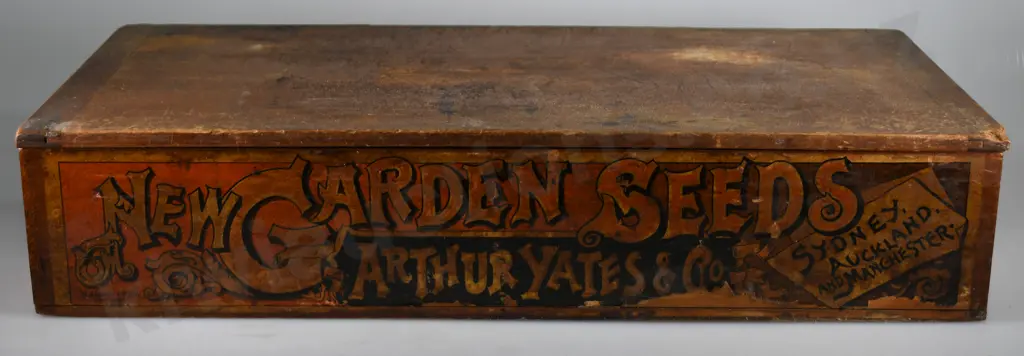 NEW GARDEN SEEDS
ARTHUR YATES & CO.
SYDNEY,
AUCKLAND,
AND MANCHESTER.